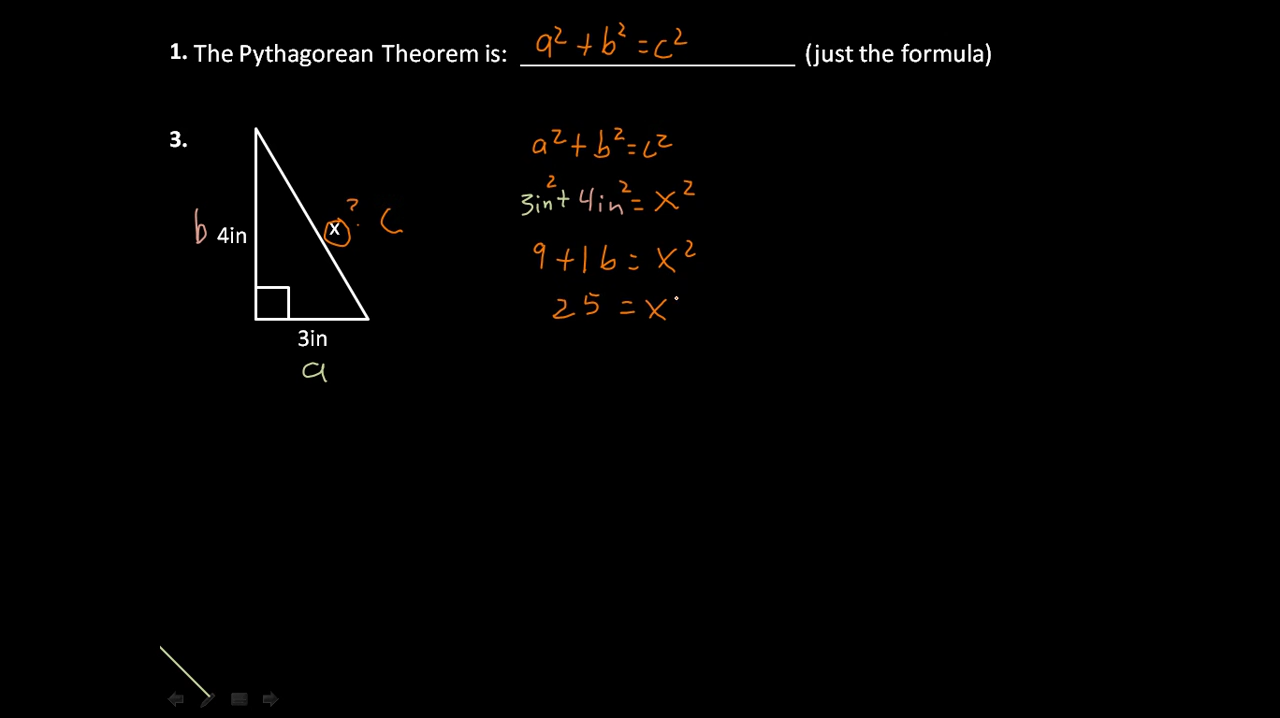 1. The Pythagorean Theorem is: a² + b² = c² (just the formula)
3.
a² + b² = c²
3in² + 4in² = x²
b 4in x ? c
9 + 16 = x²
25 = x
3in
a